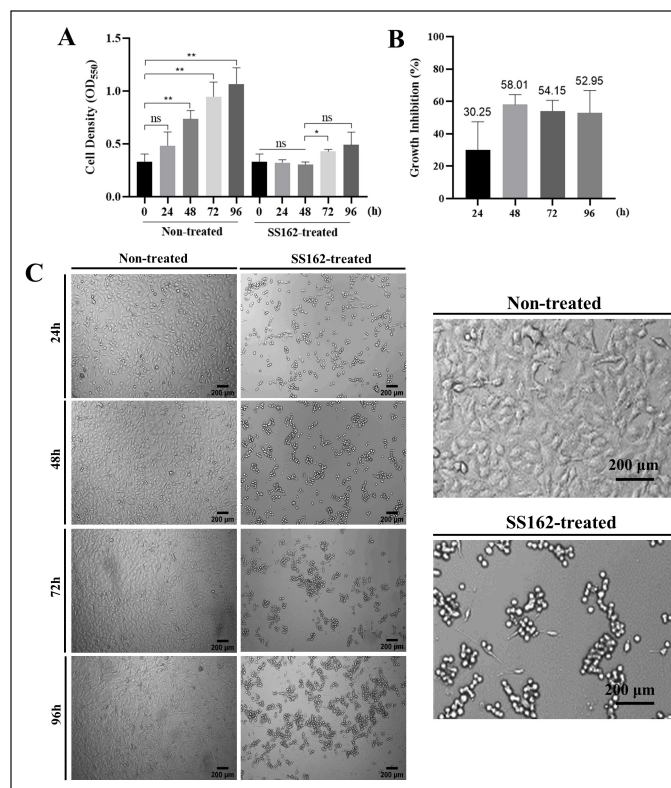 A
Cell Density (OD550)
1.5
1.0
0.5
0.0
**
**
**
ns
ns
ns
*
0 24 48 72 96 0 24 48 72 96 (h)
Non-treated SS162-treated
B
Growth Inhibition (%)
100
80
60
40
20
0
30.25
58.01
54.15
52.95
24 48 72 96 (h)
C
Non-treated SS162-treated
24h
200 μm
200 μm
48h
200 μm
200 μm
72h
200 μm
200 μm
96h
200 μm
200 μm
Non-treated
200 μm
SS162-treated
200 μm